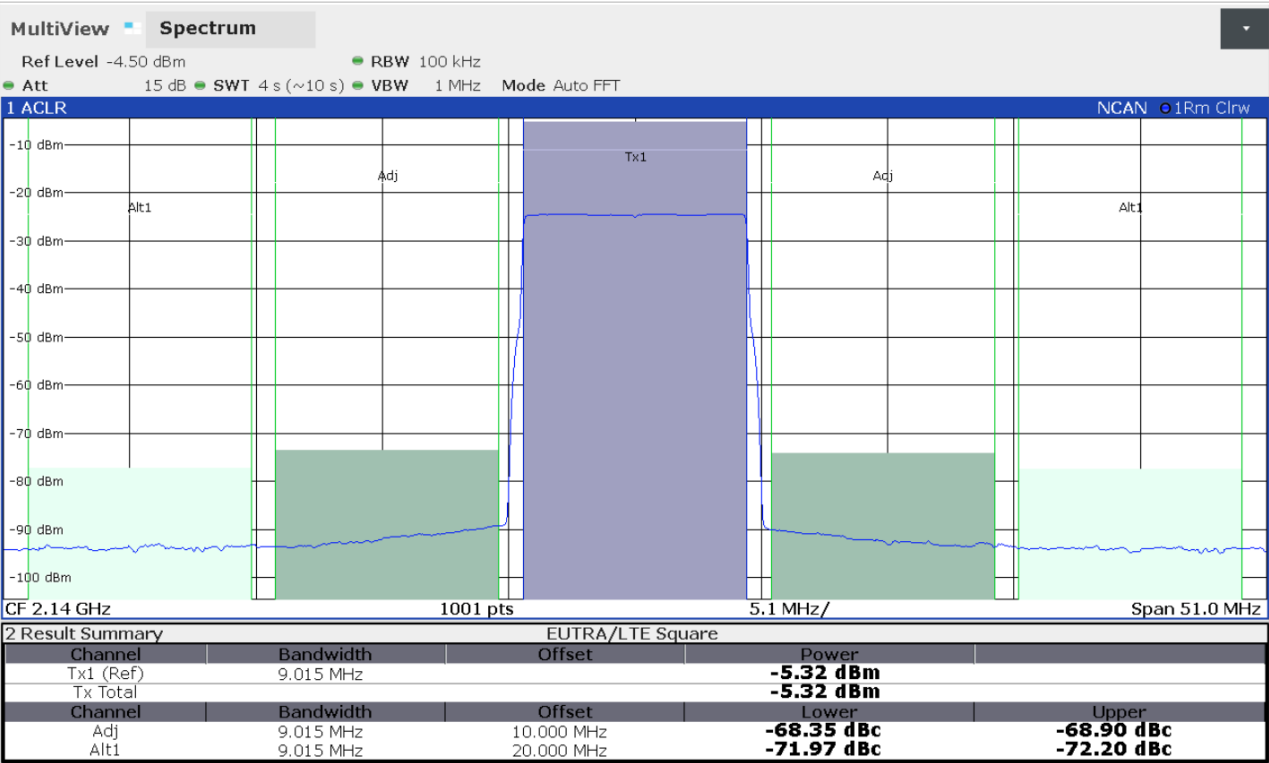 MultiView Spectrum
Ref Level -4.50 dBm RBW 100 kHz
Att 15 dB SWT 4 s (~10 s) VBW 1 MHz Mode Auto FFT
1 ACLR NCAN 1Rm Clrw
-10 dBm
Tx1
Adj Adj
-20 dBm
Alt1 Alt1
-30 dBm
-40 dBm
-50 dBm
-60 dBm
-70 dBm
-80 dBm
-90 dBm
-100 dBm
CF 2.14 GHz 1001 pts 5.1 MHz/ Span 51.0 MHz
2 Result Summary EUTRA/LTE Square
Channel Bandwidth Offset Power
Tx1 (Ref) 9.015 MHz -5.32 dBm
Tx Total -5.32 dBm
Channel Bandwidth Offset Lower Upper
Adj 9.015 MHz 10.000 MHz -68.35 dBc -68.90 dBc
Alt1 9.015 MHz 20.000 MHz -71.97 dBc -72.20 dBc